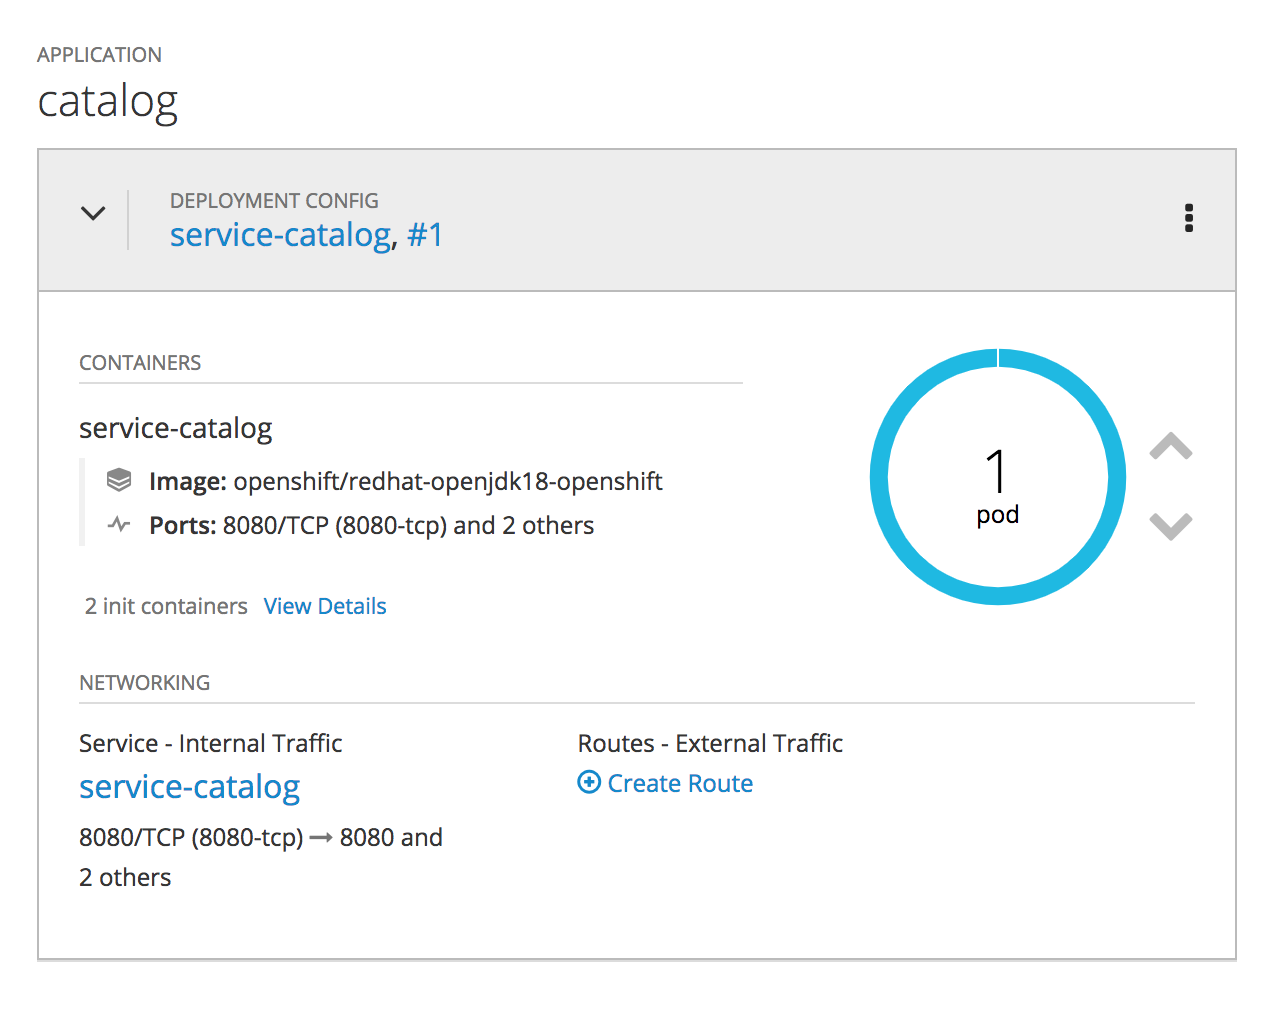 APPLICATION
catalog
DEPLOYMENT CONFIG
service-catalog, #1
CONTAINERS
service-catalog
Image: openshift/redhat-openjdk18-openshift
Ports: 8080/TCP (8080-tcp) and 2 others
1
pod
2 init containers View Details
NETWORKING
Service - Internal Traffic
service-catalog
8080/TCP (8080-tcp) → 8080 and
2 others
Routes - External Traffic
Create Route